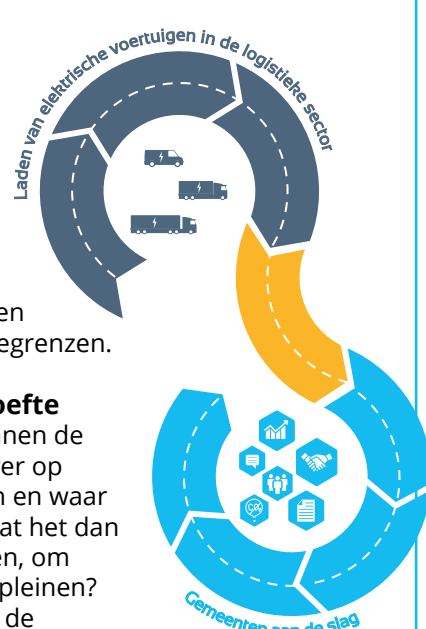 Laden van elektrische voertuigen in de logistieke sector
en
egrenzen.
oefte
nnen de
er op
n en waar
at het dan
en, om
pleinen?
de
CO₂
Gemeenten aan de slag